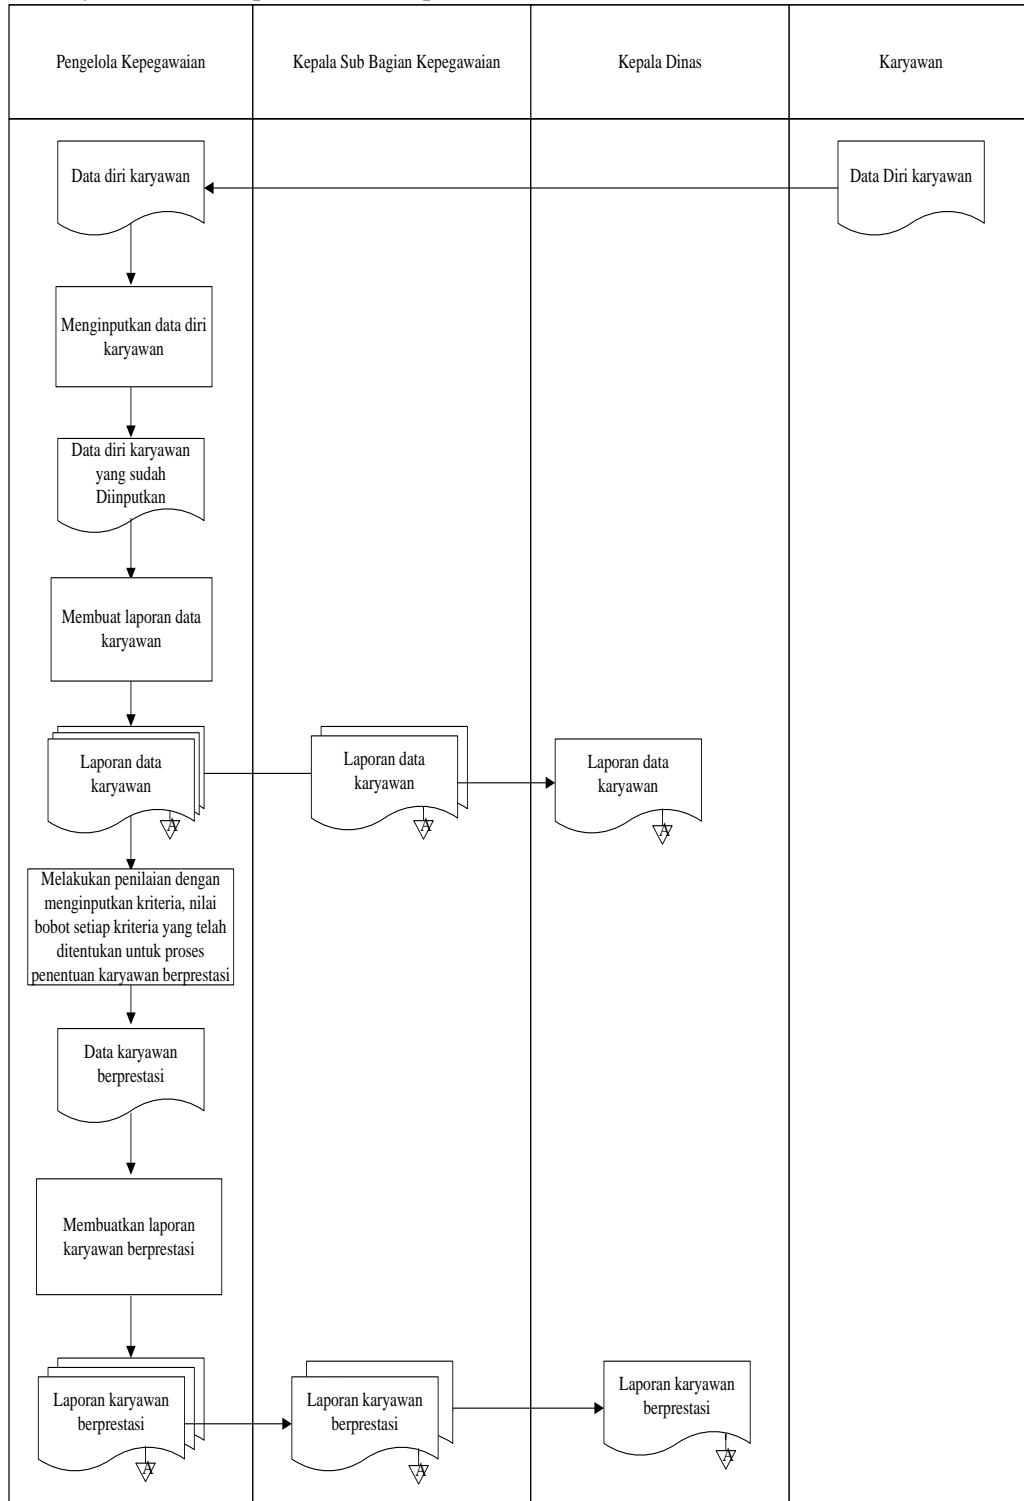 Pengelola Kepegawaian
Kepala Sub Bagian Kepegawaian
Kepala Dinas
Karyawan
Data diri karyawan
Data Diri karyawan
Menginputkan data diri
karyawan
Data diri karyawan
yang sudah
Diinputkan
Membuat laporan data
karyawan
Laporan data
karyawan
A
Laporan data
karyawan
A
Laporan data
karyawan
A
Melakukan penilaian dengan
menginputkan kriteria, nilai
bobot setiap kriteria yang telah
ditentukan untuk proses
penentuan karyawan berprestasi
Data karyawan
berprestasi
Membuatkan laporan
karyawan berprestasi
Laporan karyawan
berprestasi
A
Laporan karyawan
berprestasi
A
Laporan karyawan
berprestasi
A